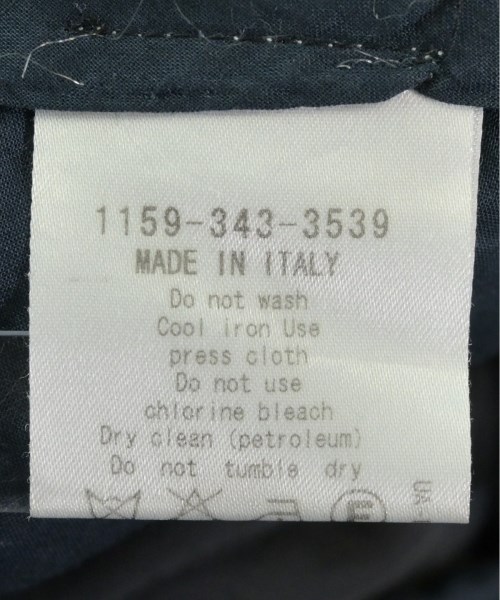 1159-343-3539
MADE IN ITALY
Do not wash
Cool iron Use
press cloth
Do not use
chlorine bleach
Dry clean (petroleum)
Do not tumble dry